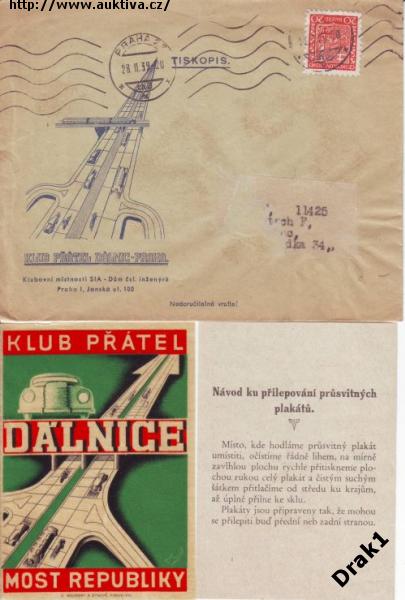 http://www.auktiva.cz/
PRAHA
28.II.39
TISKOPIS.
11425
dka 34,,
KLUB PŘÁTEL DÁLNIC-PRAHA.
Klubovní místnosti SIA - Dům čsl. inženýrů
Praha I, Janská ul. 100
Nedoručitelné vraťte!
KLUB PŘÁTEL
DÁLNICE
MOST REPUBLIKY
Návod ku přilepování průsvitných
plakátů.
Místo, kde hodláme průsvitný plakát
umístiti, očistíme řádně lihem, na mírně
zavlhlou plochu rychle přitiskneme plo-
chou rukou celý plakát a čistým suchým
šátkem přitlačíme od středu ku krajům,
až úplně přilne ke sklu.
Plakáty jsou připraveny tak, že mohou
se přilepiti buď přední neb zadní stranou.
Drak1